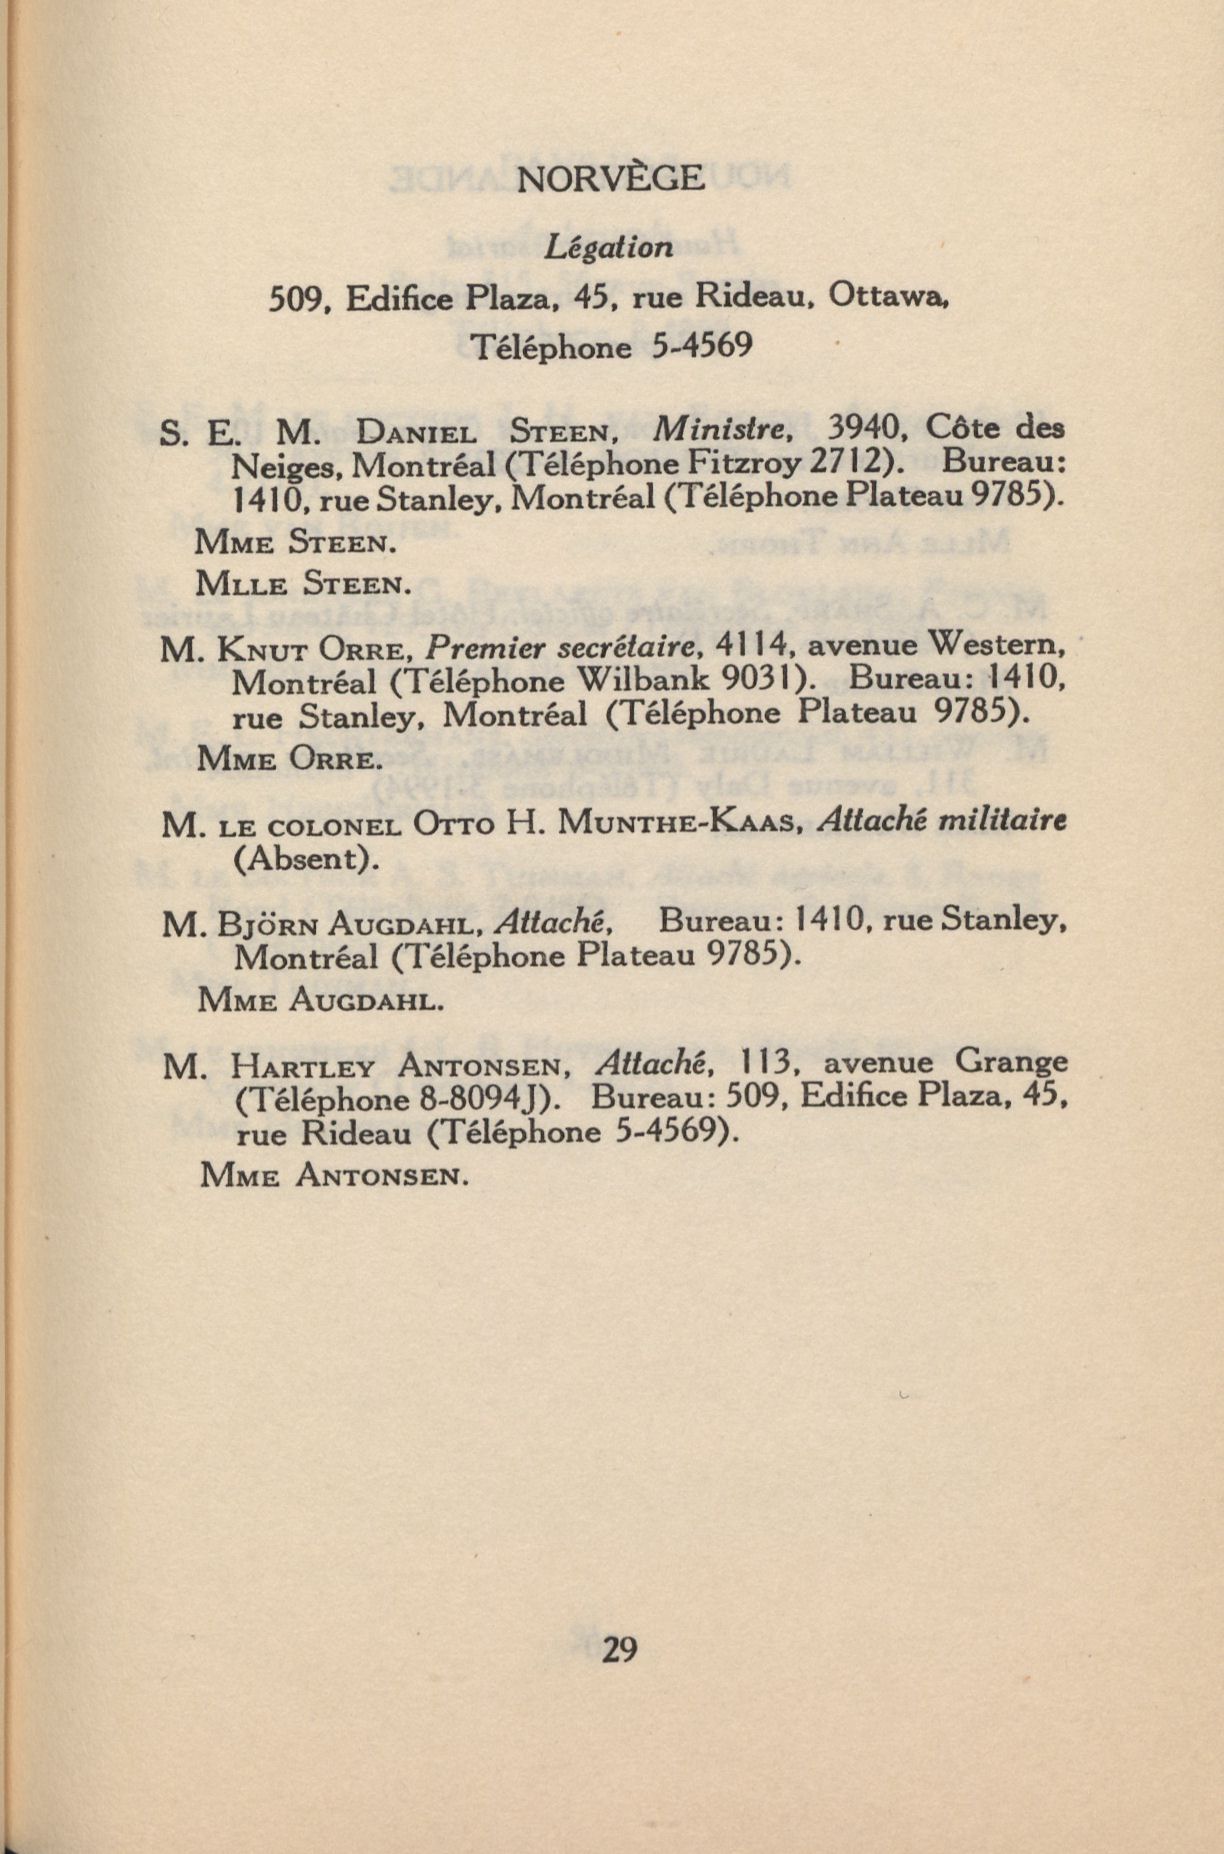 NORVÈGE
Légation
509, Edifice Plaza, 45, rue Rideau, Ottawa,
Téléphone 5-4569
S. E. M. DANIEL STEEN, Ministre, 3940, Côte des
Neiges, Montréal (Téléphone Fitzroy 2712). Bureau:
1410, rue Stanley, Montréal (Téléphone Plateau 9785).
MME STEEN.
MLLE STEEN.
M. KNUT ORRE, Premier secrétaire, 4114, avenue Western,
Montréal (Téléphone Wilbank 9031). Bureau: 1410,
rue Stanley, Montréal (Téléphone Plateau 9785).
MME ORRE.
M. LE COLONEL OTTO H. MUNTHE-KAAS, Attaché militaire
(Absent).
M. BJÖRN AUGDAHL, Attaché, Bureau: 1410, rue Stanley,
Montréal (Téléphone Plateau 9785).
MME AUGDAHL.
M. HARTLEY ANTONSEN, Attaché, 113, avenue Grange
(Téléphone 8-8094J). Bureau: 509, Edifice Plaza, 45,
rue Rideau (Téléphone 5-4569).
MME ANTONSEN.
29